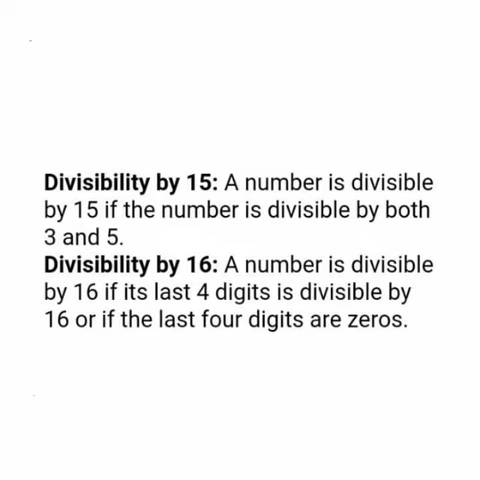 Divisibility by 15: A number is divisible
by 15 if the number is divisible by both
3 and 5.
Divisibility by 16: A number is divisible
by 16 if its last 4 digits is divisible by
16 or if the last four digits are zeros.